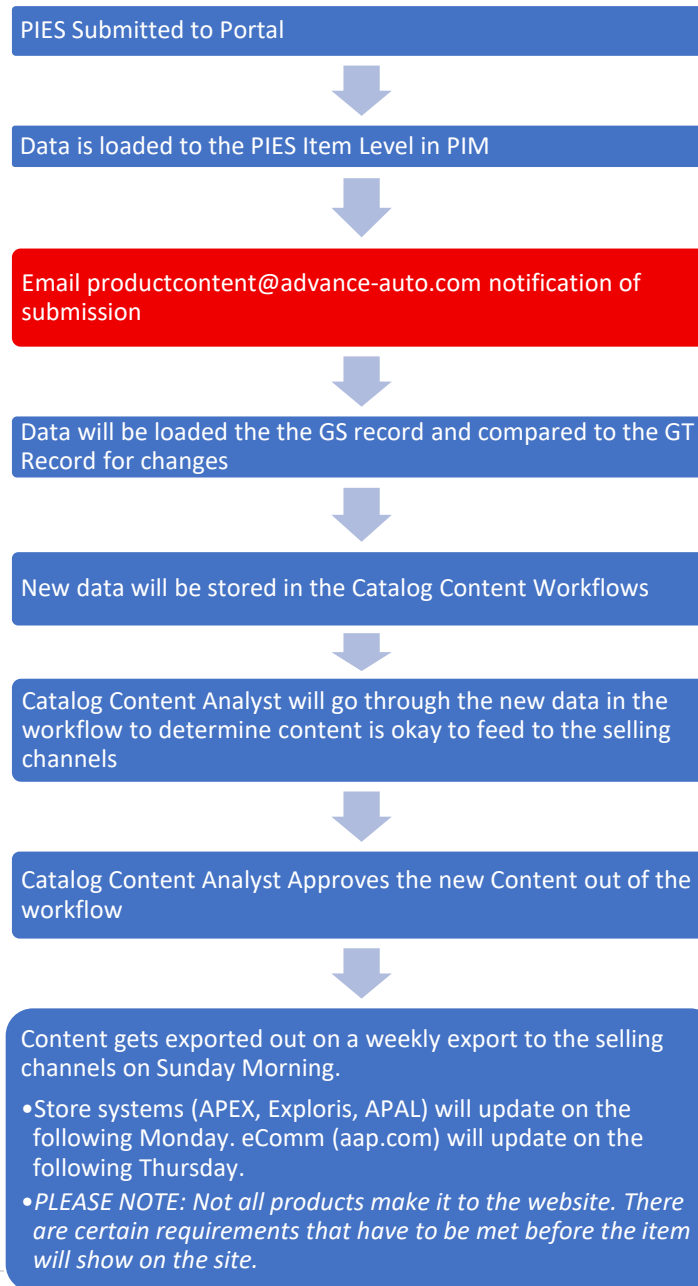 PIES Submitted to Portal
Data is loaded to the PIES Item Level in PIM
Email productcontent@advance-auto.com notification of
submission
Data will be loaded the the GS record and compared to the GT
Record for changes
New data will be stored in the Catalog Content Workflows
Catalog Content Analyst will go through the new data in the
workflow to determine content is okay to feed to the selling
channels
Catalog Content Analyst Approves the new Content out of the
workflow
Content gets exported out on a weekly export to the selling
channels on Sunday Morning.
•Store systems (APEX, Exploris, APAL) will update on the
following Monday. eComm (aap.com) will update on the
following Thursday.
•PLEASE NOTE: Not all products make it to the website. There
are certain requirements that have to be met before the item
will show on the site.